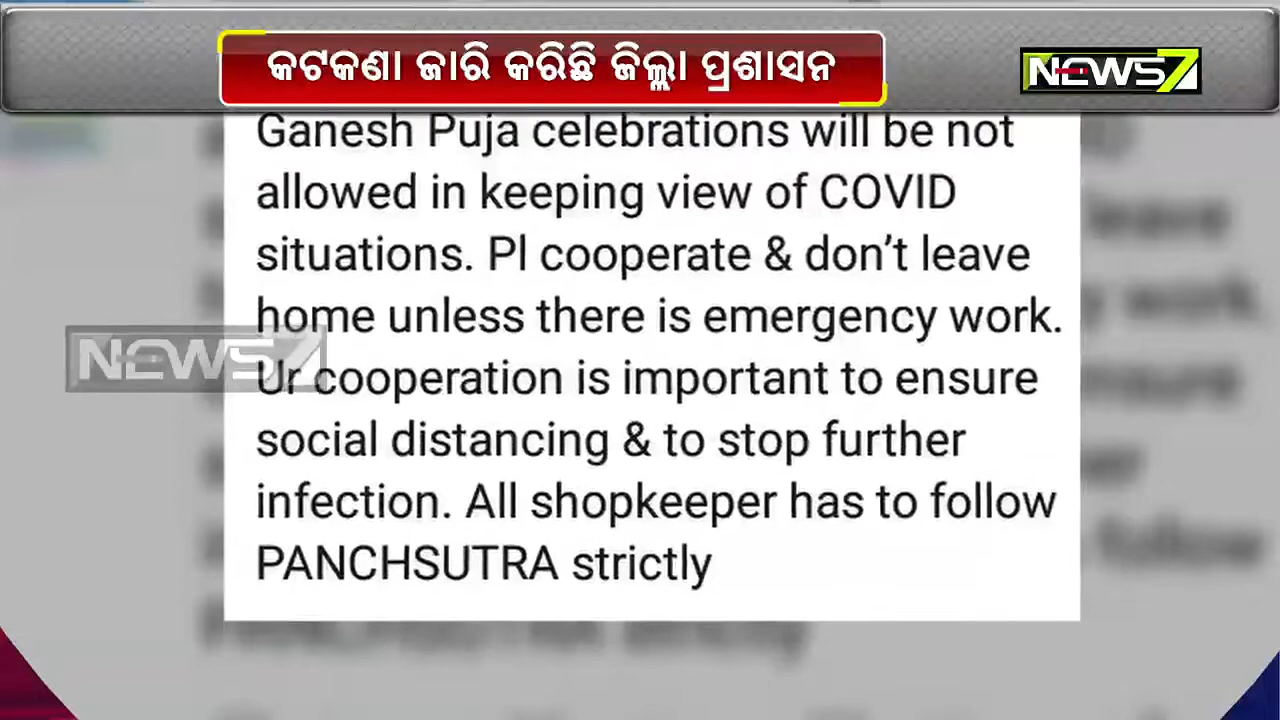 କଟକଣା ଜାରି କରିଛି ଜିଲ୍ଲା ପ୍ରଶାସନ
NEWS7
Ganesh Puja celebrations will be not
allowed in keeping view of COVID
situations. Pl cooperate & don’t leave
home unless there is emergency work.
NEWS7
Ur cooperation is important to ensure
social distancing & to stop further
infection. All shopkeeper has to follow
PANCHSUTRA strictly